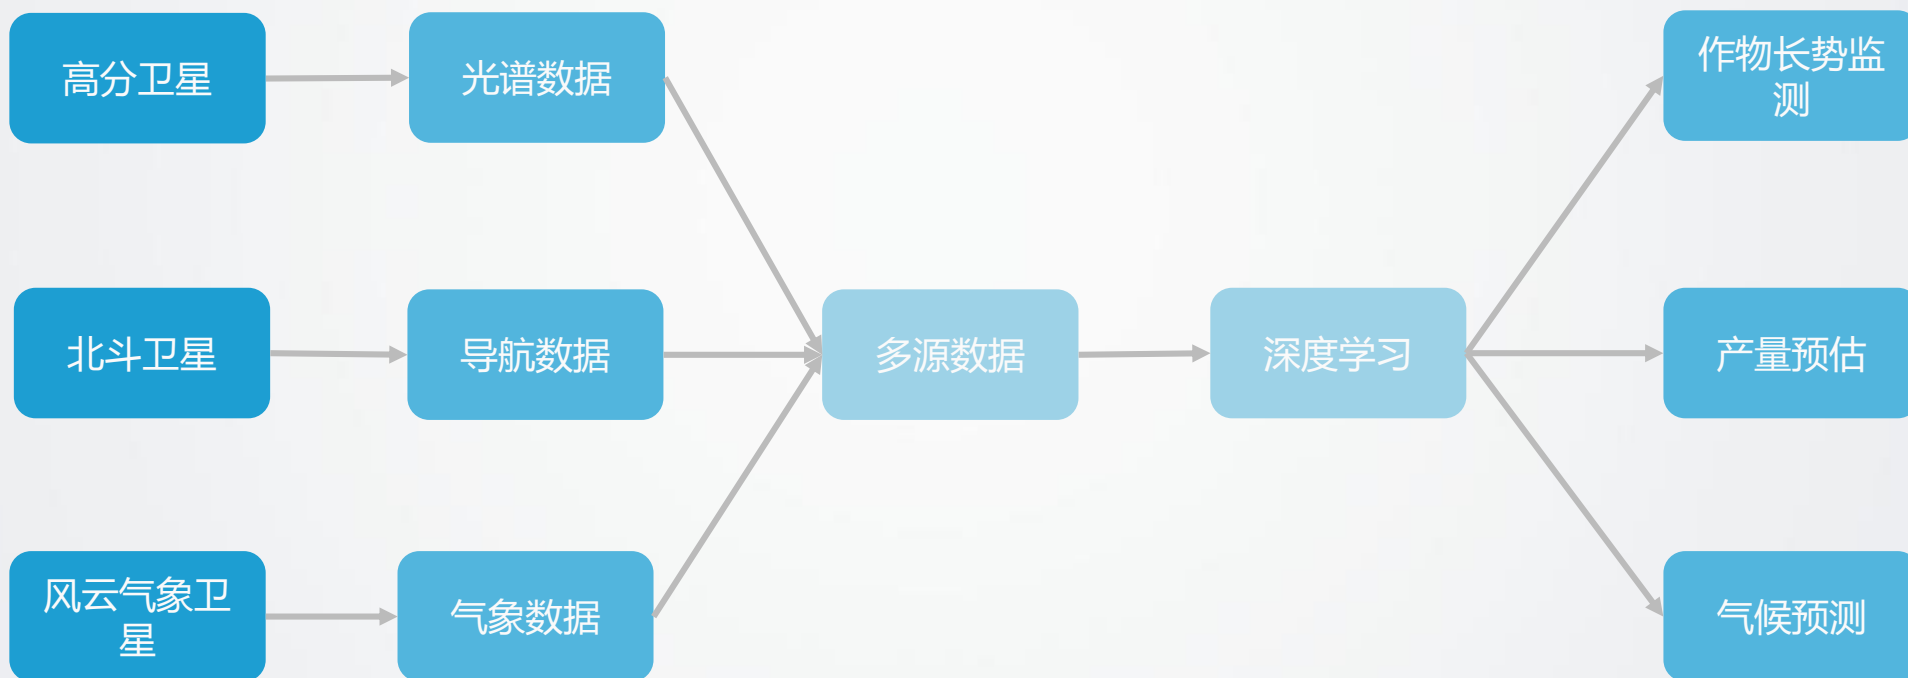 高分卫星
光谱数据
作物长势监
测
北斗卫星
导航数据
多源数据
深度学习
产量预估
风云气象卫
星
气象数据
气候预测